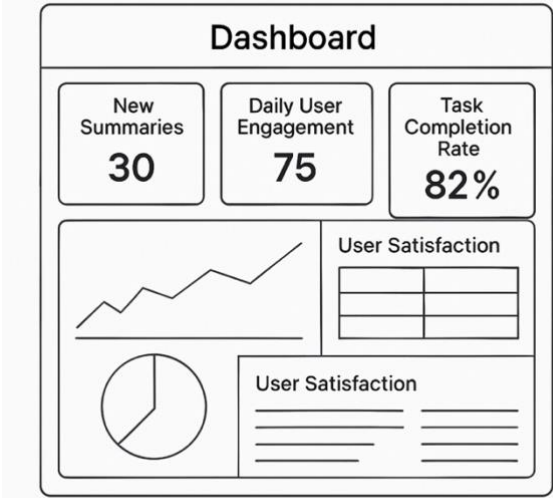 Dashboard
New
Summaries
30
Daily User
Engagement
75
Task
Completion
Rate
82%
User Satisfaction
User Satisfaction